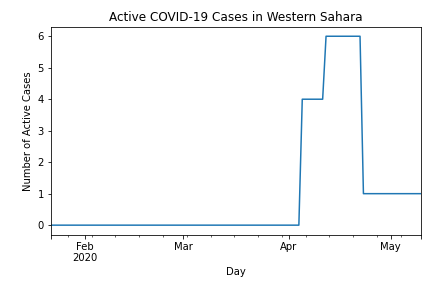 Active COVID-19 Cases in Western Sahara
Number of Active Cases
6
5
4
3
2
1
0
Feb
2020
Mar
Apr
May
Day